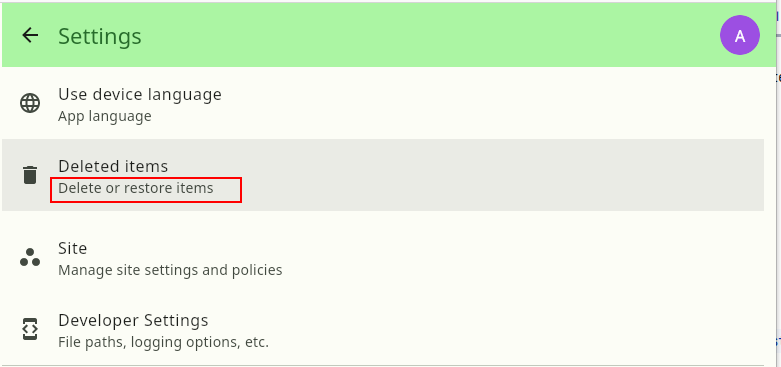 Settings
A
Use device language
App language
Deleted items
Delete or restore items
Site
Manage site settings and policies
Developer Settings
File paths, logging options, etc.